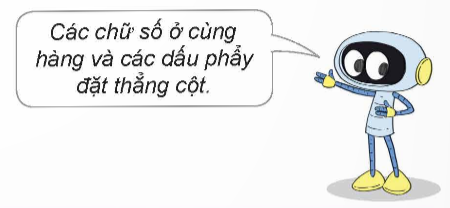 Các chữ số ở cùng
hàng và các dấu phẩy
đặt thẳng cột.